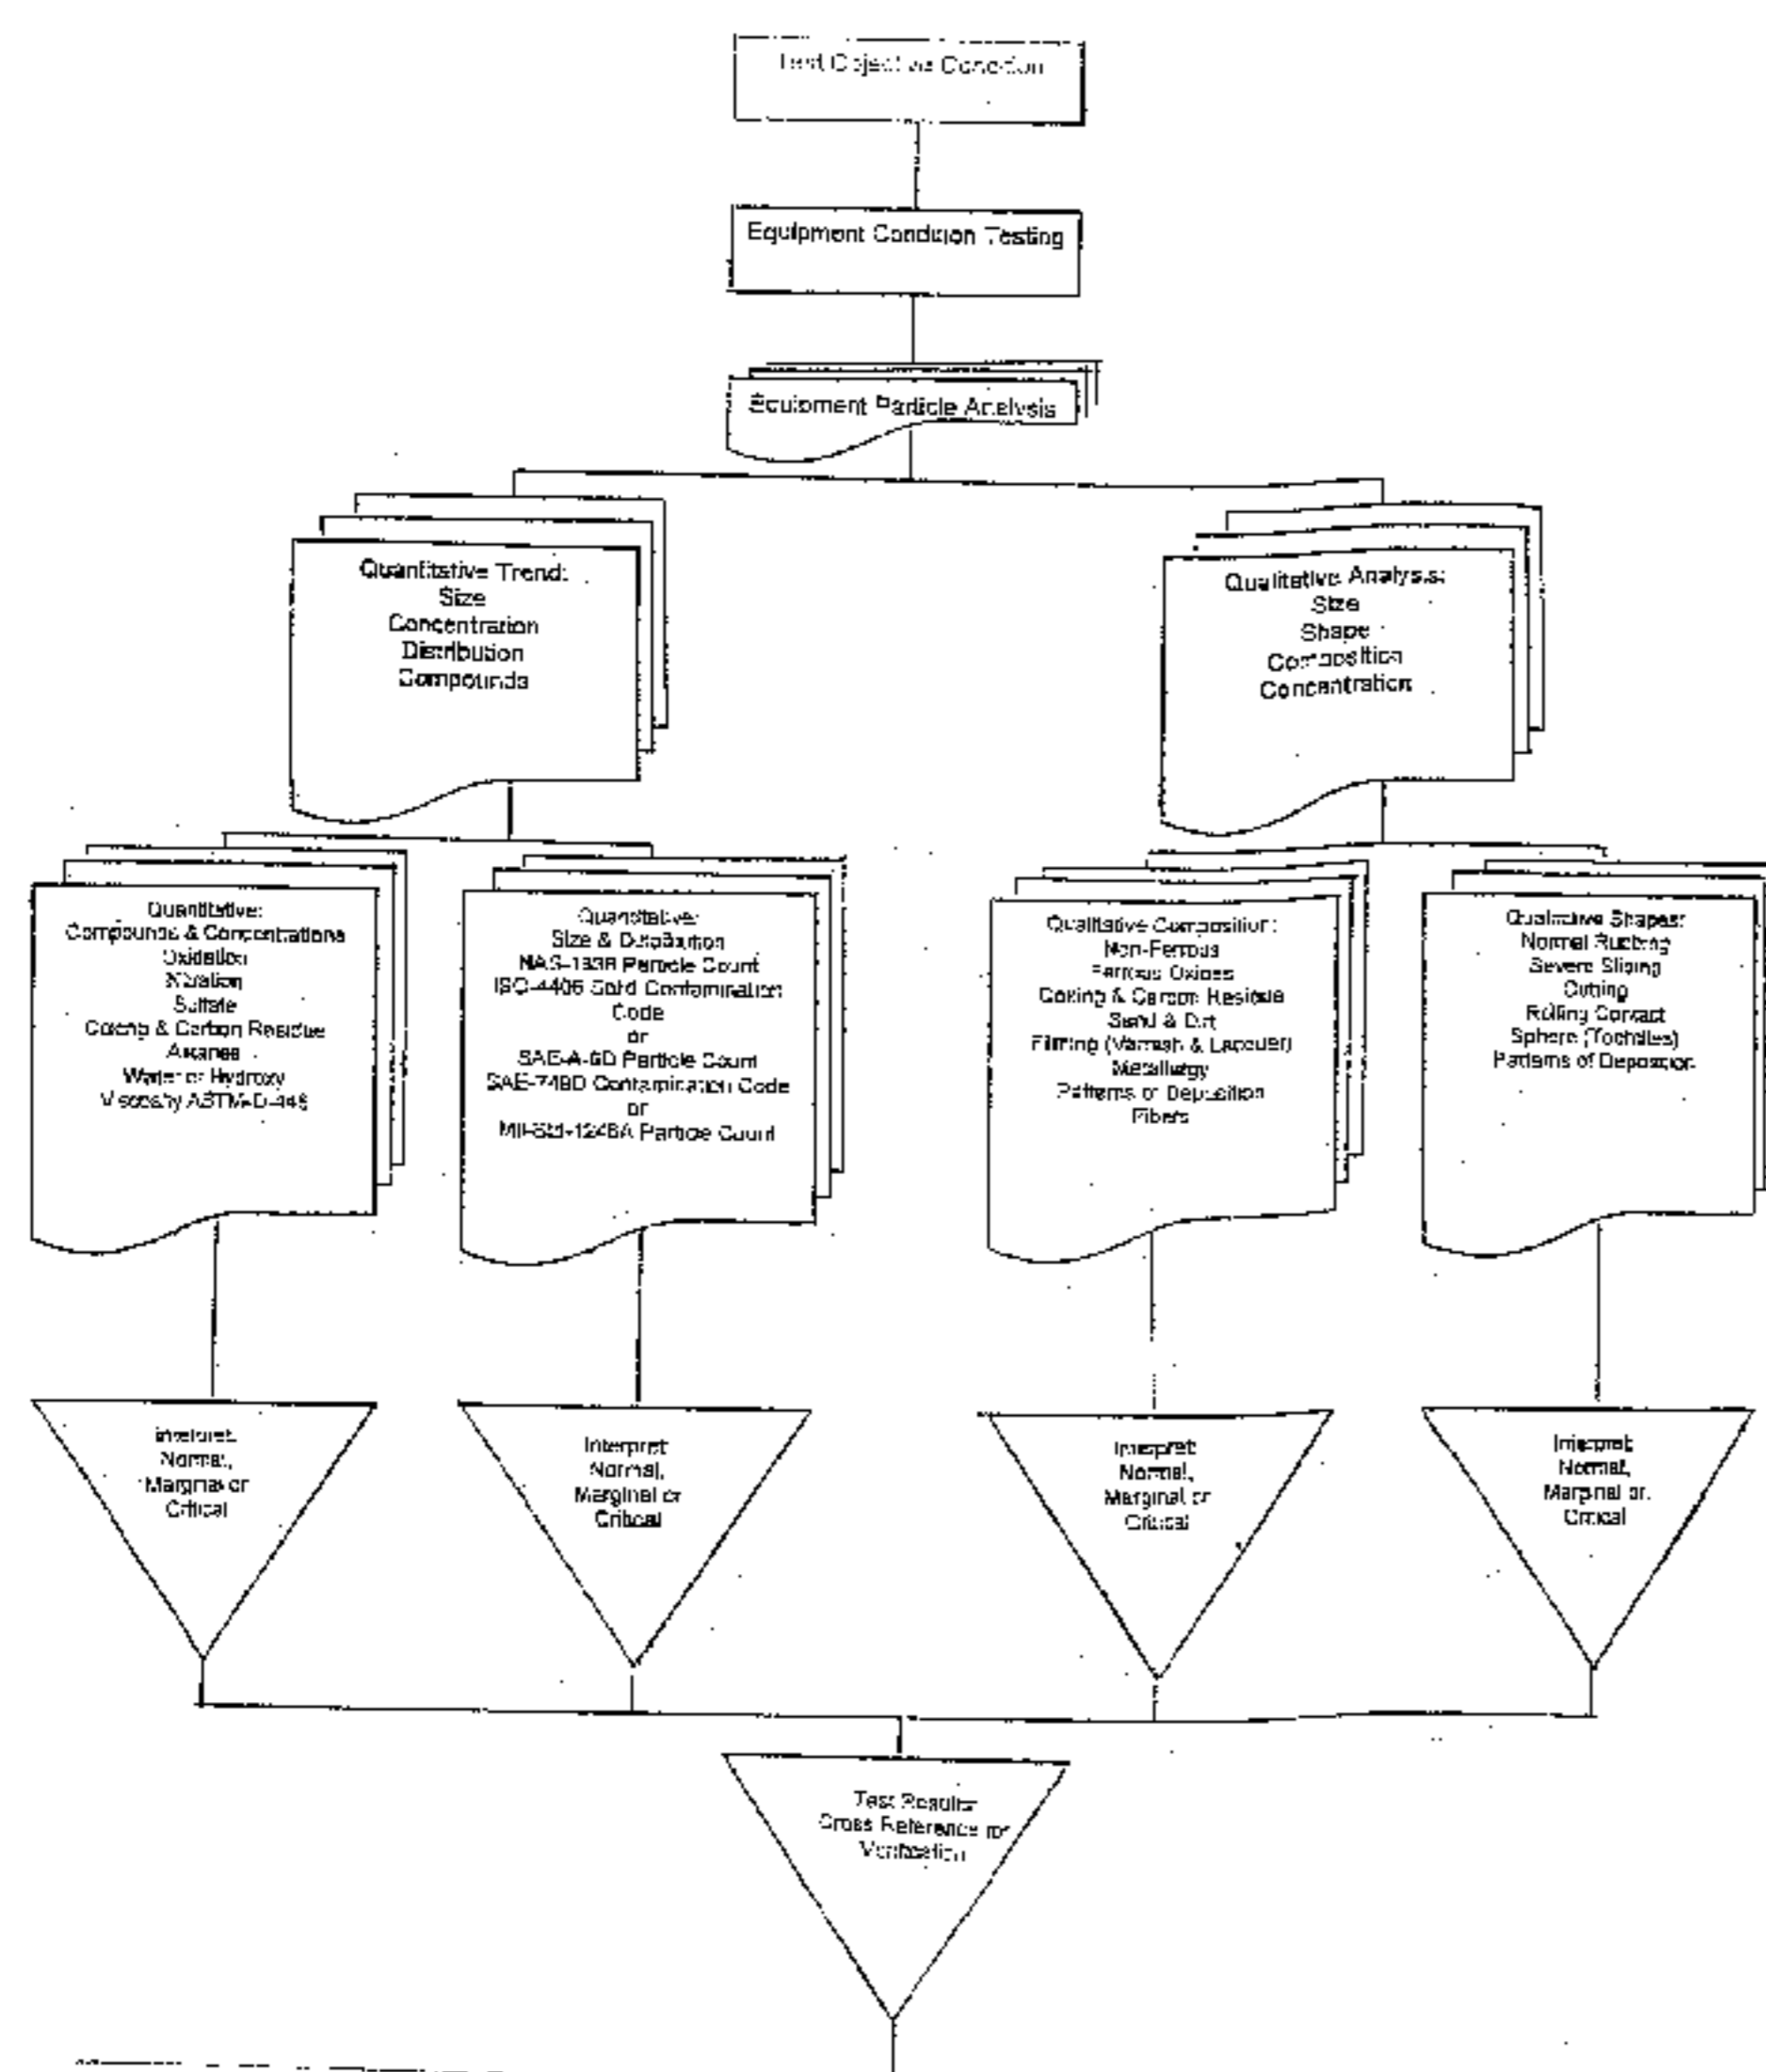 Test Objective Condition
Equipment Condition Testing
Equipment Particle Analysis
Quantitative Trend:
Size
Concentration
Distribution
Compounds
Qualitative Analysis:
Size
Shape
Composition
Concentration
Quantitative:
Compounds & Concentrations
Oxidation
Nitration
Sulfate
Coking & Carbon Residue
Alkanes
Water or Hydroxy
Viscosity ASTM-D-445
Quantitative:
Size & Distribution
Particle Count
ISO-4406 Solid Contamination
Code
or
SAE-A-6D Particle Count
SAE-749D Contamination Code
or
Mil-Std-1246A Particle Count
Qualitative Composition:
Non-Ferrous
Ferrous Oxides
Coking & Carbon Residue
Sand & Dirt
Filming (Varnish & Lacquer)
Metallurgy
Patterns of Deposition
Fibers
Qualitative Shapes:
Normal Rubbing
Severe Sliding
Cutting
Rolling Contact
Sphere
Patterns of Deposition
Interpret:
Normal,
Marginal or
Critical
Interpret:
Normal,
Marginal or
Critical
Interpret:
Normal,
Marginal or
Critical
Interpret:
Normal,
Marginal or
Critical
Test Results
Cross Reference for
Verification